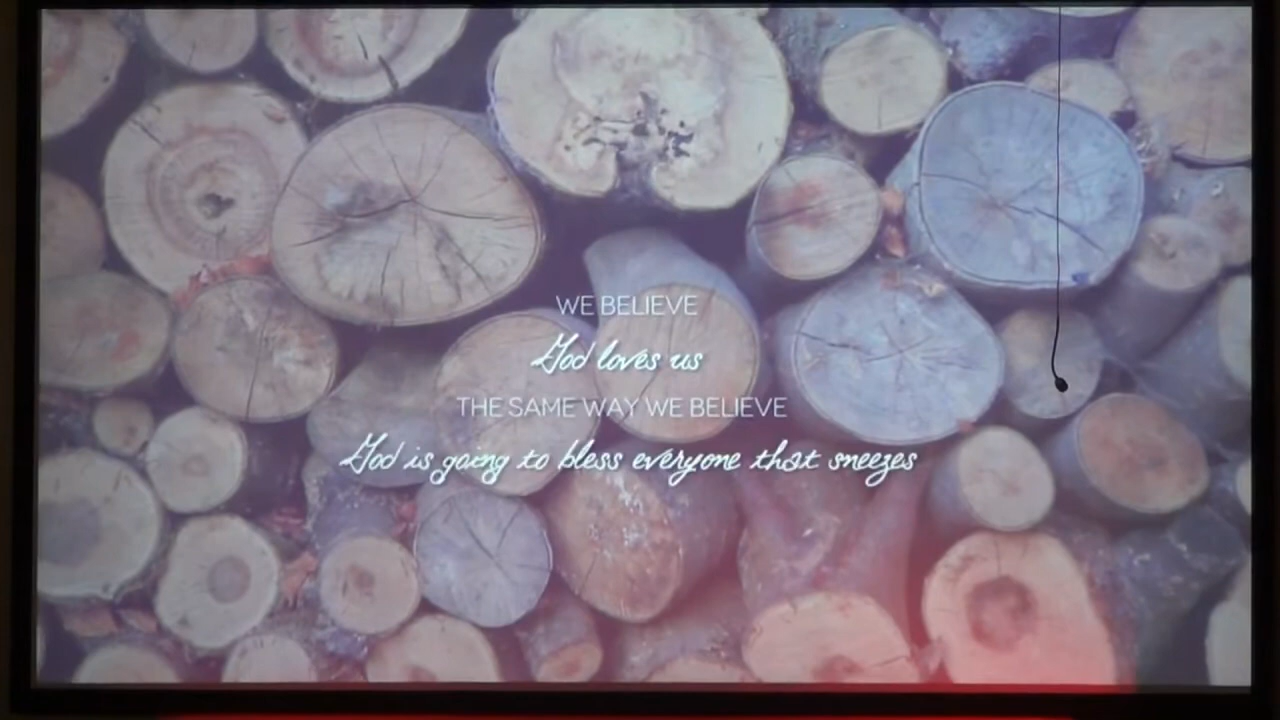 WE BELIEVE
God loves us
THE SAME WAY WE BELIEVE
God is going to bless everyone that sneezes